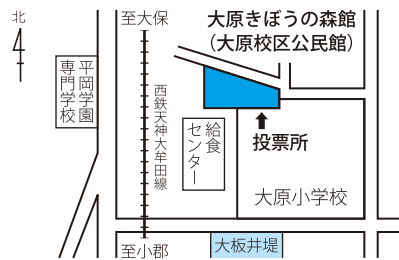 北
至大保
大原きぼうの森館
(大原校区公民館)
平岡学園
専門学校
西鉄天神大牟田線
給食
センター
投票所
大原小学校
至小郡
大板井堤